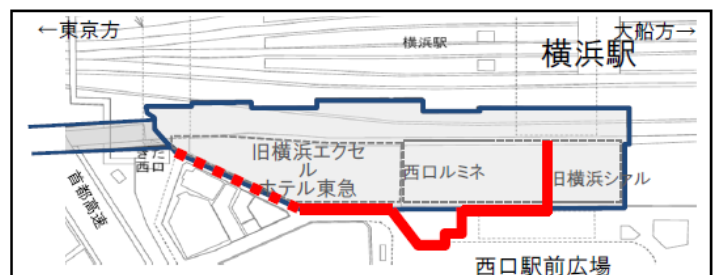 ←東京方
大船方→
横浜駅
横浜駅
きた
西口
旧横浜エクセ
ル
ホテル東急
西口ルミネ
旧横浜シャル
首都高速
西口駅前広場